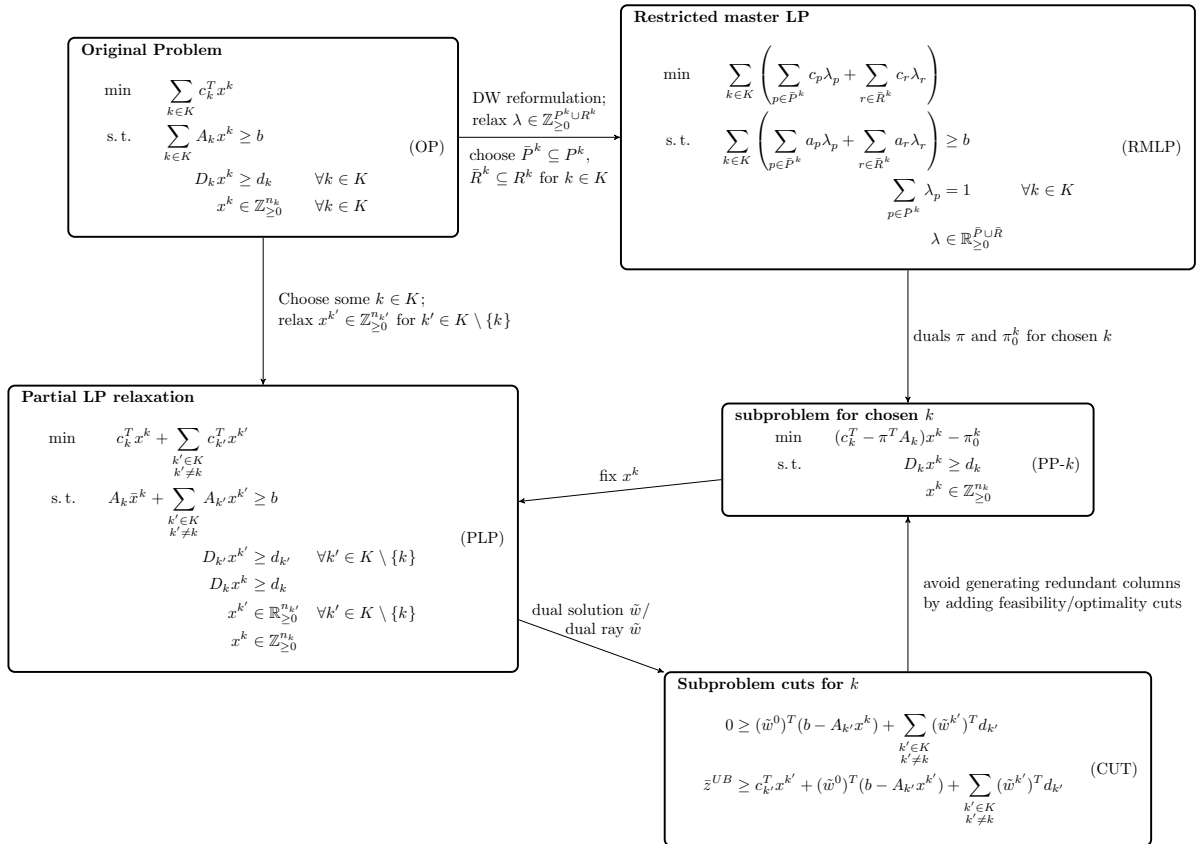 Original Problem
min ∑_{k∈K} c_k^T x^k
s.t. ∑_{k∈K} A_k x^k ≥ b
(OP)
D_k x^k ≥ d_k ∀k ∈ K
x^k ∈ ℤ_{≥0}^{n_k} ∀k ∈ K
DW reformulation;
relax λ ∈ ℤ_{≥0}^{P^k∪R^k}
choose P̄^k ⊆ P^k,
R̄^k ⊆ R^k for k ∈ K
Restricted master LP
min ∑_{k∈K} (∑_{p∈P̄^k} c_p λ_p + ∑_{r∈R̄^k} c_r λ_r)
s.t. ∑_{k∈K} (∑_{p∈P̄^k} a_p λ_p + ∑_{r∈R̄^k} a_r λ_r) ≥ b
(RMLP)
∑_{p∈P^k} λ_p = 1 ∀k ∈ K
λ ∈ ℝ_{≥0}^{P̄∪R̄}
Choose some k ∈ K;
relax x^{k'} ∈ ℤ_{≥0}^{n_{k'}} for k' ∈ K \ {k}
duals π and π_0^k for chosen k
Partial LP relaxation
min c_k^T x^k + ∑_{k'∈K k'≠k} c_{k'}^T x^{k'}
s.t. A_k x̄^k + ∑_{k'∈K k'≠k} A_{k'} x^{k'} ≥ b
(PLP)
D_{k'} x^{k'} ≥ d_{k'} ∀k' ∈ K \ {k}
D_k x^k ≥ d_k
x^{k'} ∈ ℝ_{≥0}^{n_{k'}} ∀k' ∈ K \ {k}
x^k ∈ ℤ_{≥0}^{n_k}
fix x^k
subproblem for chosen k
min (c_k^T − π^T A_k)x^k − π_0^k
s.t. D_k x^k ≥ d_k
(PP-k)
x^k ∈ ℤ_{≥0}^{n_k}
dual solution w̃/
dual ray w̃
avoid generating redundant columns
by adding feasibility/optimality cuts
Subproblem cuts for k
0 ≥ (w̃^0)^T(b − A_{k'} x^k) + ∑_{k'∈K k'≠k} (w̃^{k'})^T d_{k'}
(CUT)
z̄^{UB} ≥ c_{k'}^T x^{k'} + (w̃^0)^T(b − A_{k'} x^{k'}) + ∑_{k'∈K k'≠k} (w̃^{k'})^T d_{k'}